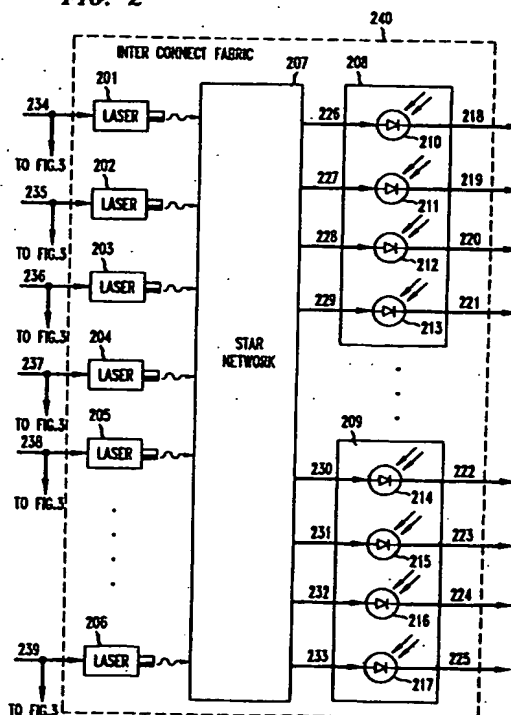 FIG. 2
240
INTER CONNECT FABRIC
207
208
201
234
LASER
TO FIG.3
226
210
218
202
235
LASER
TO FIG.3
227
211
219
203
236
LASER
TO FIG.3
228
212
220
229
213
221
STAR
NETWORK
204
237
LASER
TO FIG.3
205
238
LASER
TO FIG.3
209
230
214
222
231
215
223
232
216
224
206
239
LASER
TO FIG.3
233
217
225